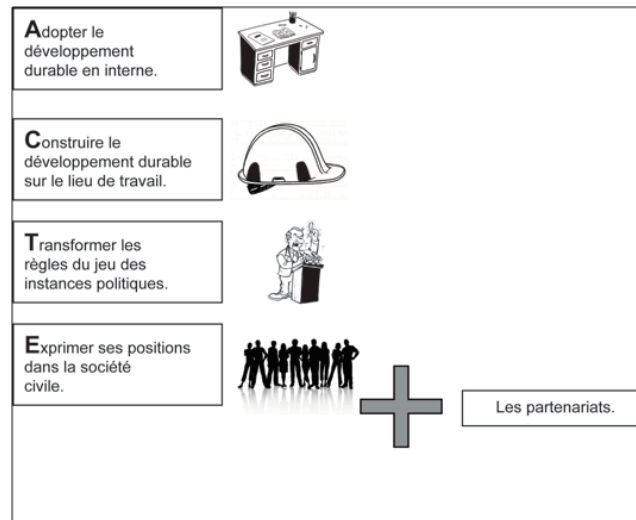 Adopter le
développement
durable en interne.
Construire le
développement durable
sur le lieu de travail.
Transformer les
règles du jeu des
instances politiques.
Exprimer ses positions
dans la société
civile.
Les partenariats.